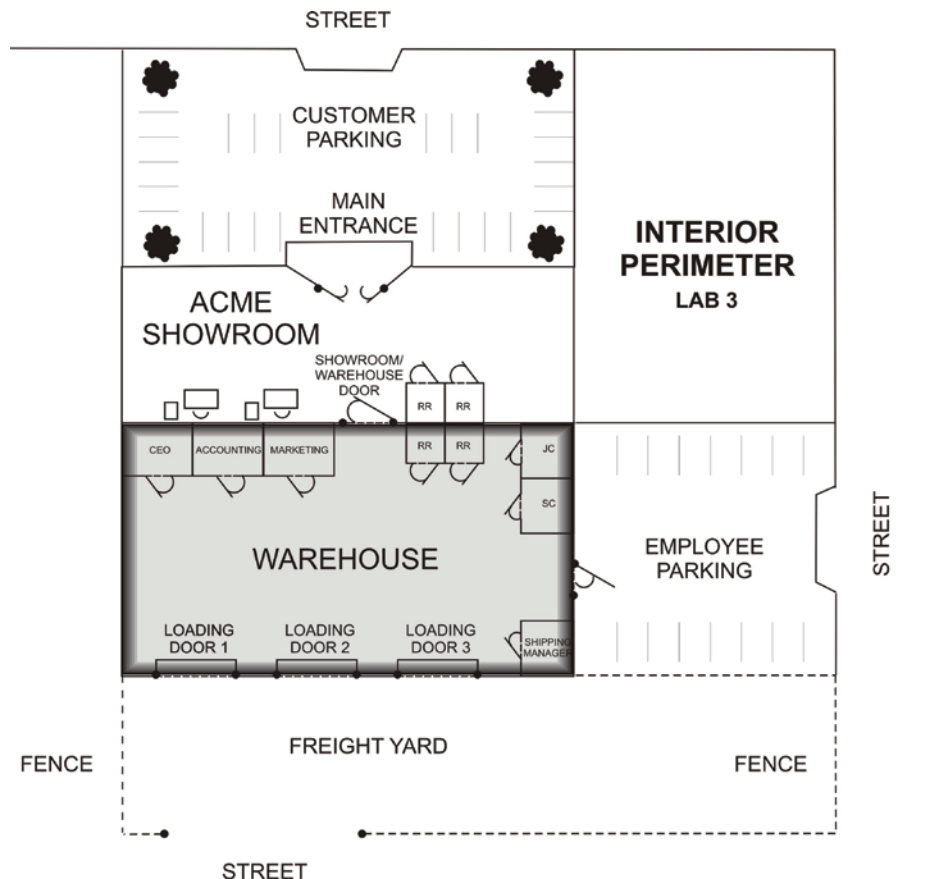 STREET
CUSTOMER
PARKING
MAIN
ENTRANCE
INTERIOR
PERIMETER
LAB 3
ACME
SHOWROOM
SHOWROOM/
WAREHOUSE
DOOR
RR
RR
RR
RR
CEO
ACCOUNTING
MARKETING
JC
SC
WAREHOUSE
EMPLOYEE
PARKING
STREET
LOADING
DOOR 1
LOADING
DOOR 2
LOADING
DOOR 3
SHIPPING
MANAGER
FREIGHT YARD
FENCE
FENCE
STREET